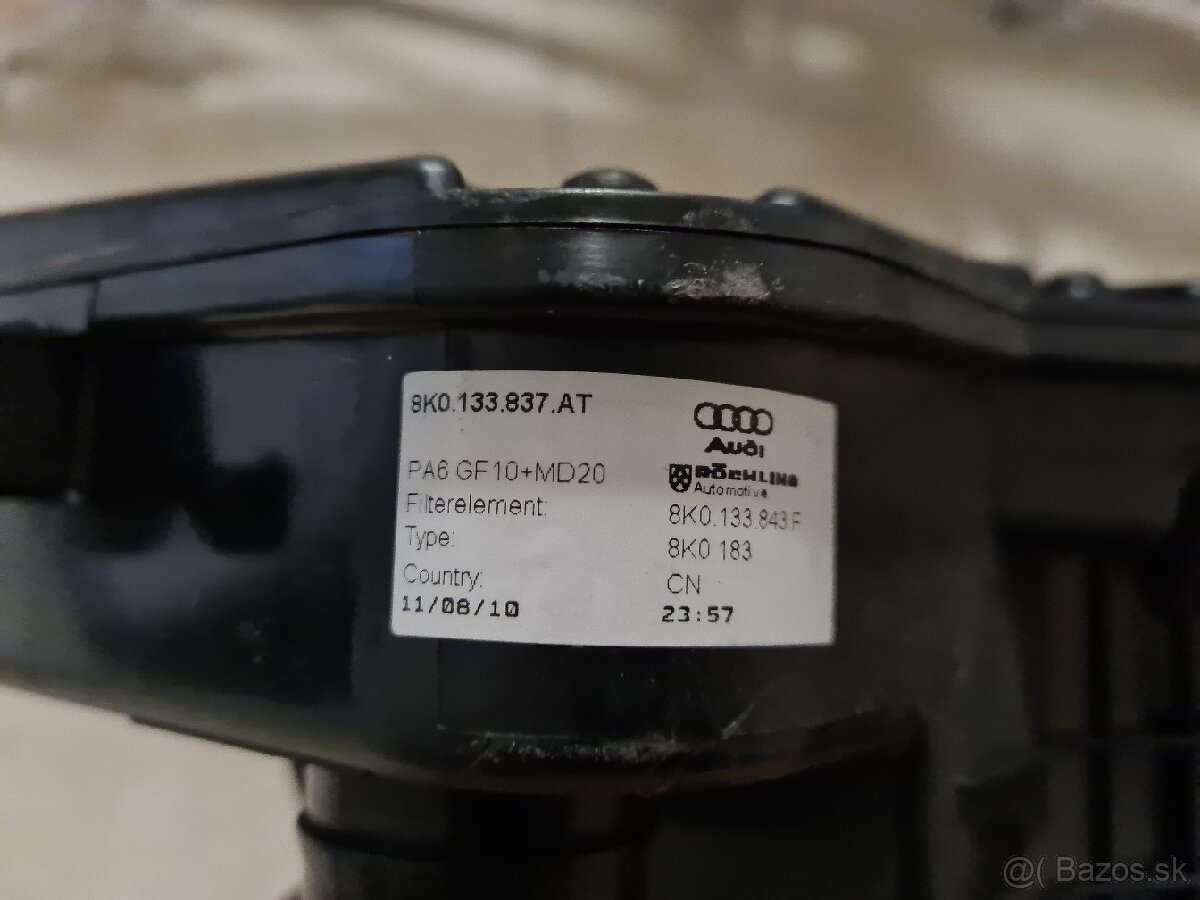 8K0.133.837.AT
Audi
RÖCHLING
Automotive
PA6 GF10+MD20
Filterelement: 8K0.133.843 F
Type: 8K0 183
Country: CN
11/08/10 23:57
@( Bazos.sk